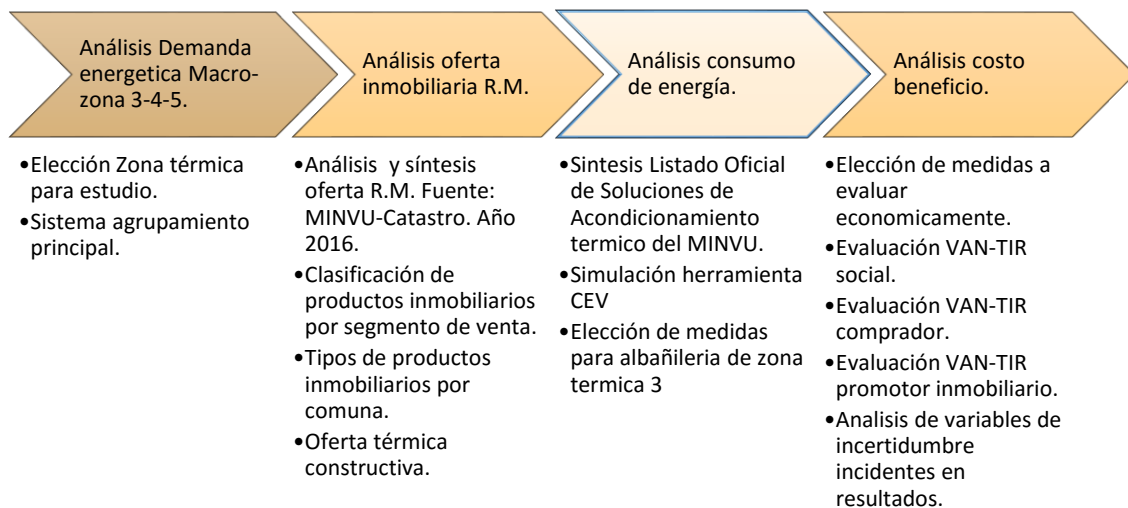 Análisis Demanda
energetica Macro-
zona 3-4-5.
•Elección Zona térmica
para estudio.
•Sistema agrupamiento
principal.
Análisis oferta
inmobiliaria R.M.
•Análisis y síntesis
oferta R.M. Fuente:
MINVU-Catastro. Año
2016.
•Clasificación de
productos inmobiliarios
por segmento de venta.
•Tipos de productos
inmobiliarios por
comuna.
•Oferta térmica
constructiva.
Análisis consumo
de energía.
•Sintesis Listado Oficial
de Soluciones de
Acondicionamiento
termico del MINVU.
•Simulación herramienta
CEV
•Elección de medidas
para albañileria de zona
termica 3
Análisis costo
beneficio.
•Elección de medidas a
evaluar
economicamente.
•Evaluación VAN-TIR
social.
•Evaluación VAN-TIR
comprador.
•Evaluación VAN-TIR
promotor inmobiliario.
•Analisis de variables de
incertidumbre
incidentes en
resultados.